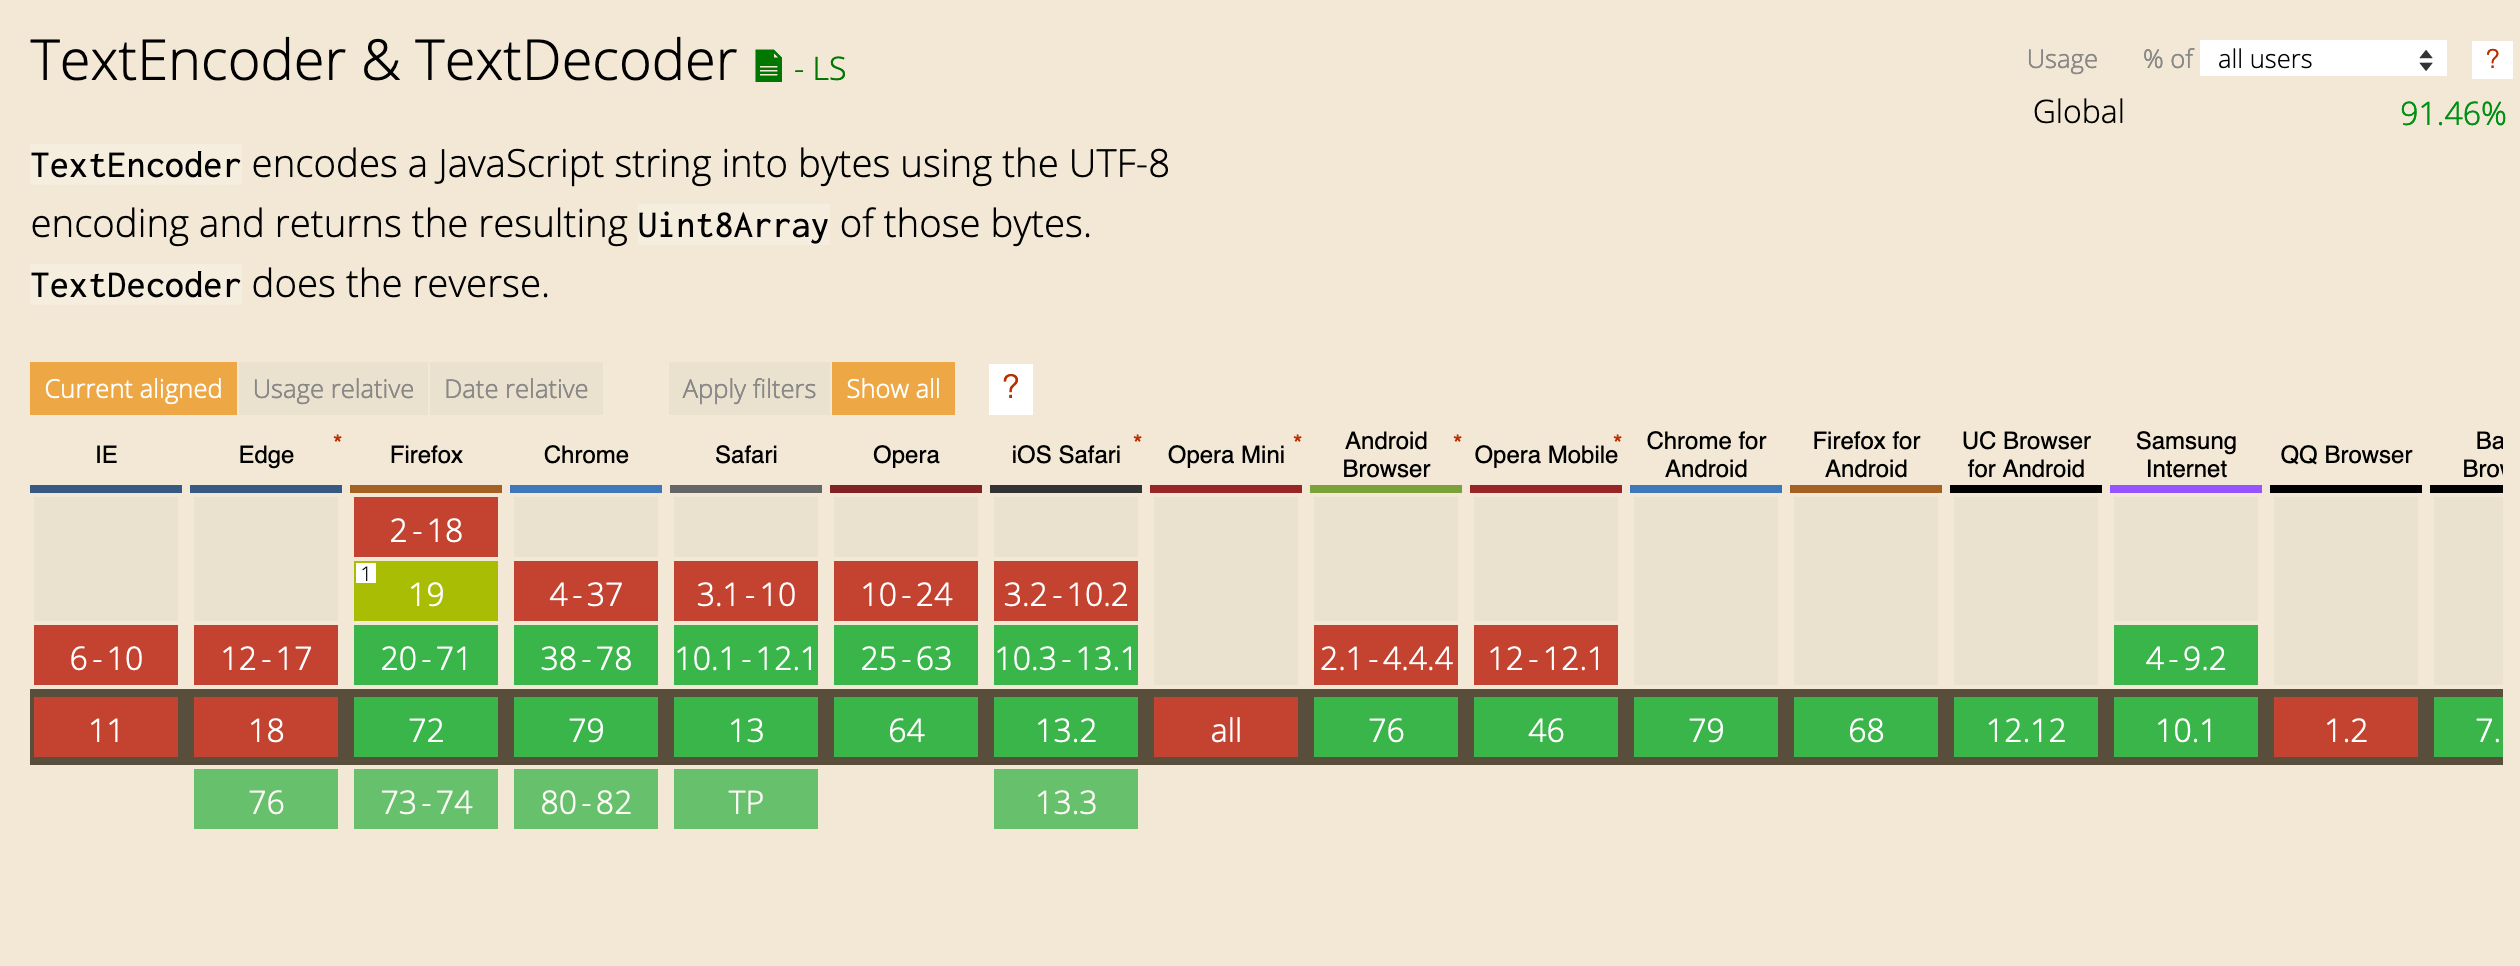 TextEncoder & TextDecoder - LS
Usage % of all users ?
Global 91.46%
TextEncoder encodes a JavaScript string into bytes using the UTF-8
encoding and returns the resulting Uint8Array of those bytes.
TextDecoder does the reverse.
Current aligned Usage relative Date relative Apply filters Show all ?
IE Edge * Firefox Chrome Safari Opera iOS Safari * Opera Mini * Android Browser * Opera Mobile * Chrome for Android Firefox for Android UC Browser for Android Samsung Internet QQ Browser
2-18
1 19 4-37 3.1-10 10-24 3.2-10.2
6-10 12-17 20-71 38-78 10.1-12.1 25-63 10.3-13.1 2.1-4.4.4 12-12.1 4-9.2
11 18 72 79 13 64 13.2 all 76 46 79 68 12.12 10.1 1.2 7.
76 73-74 80-82 TP 13.3